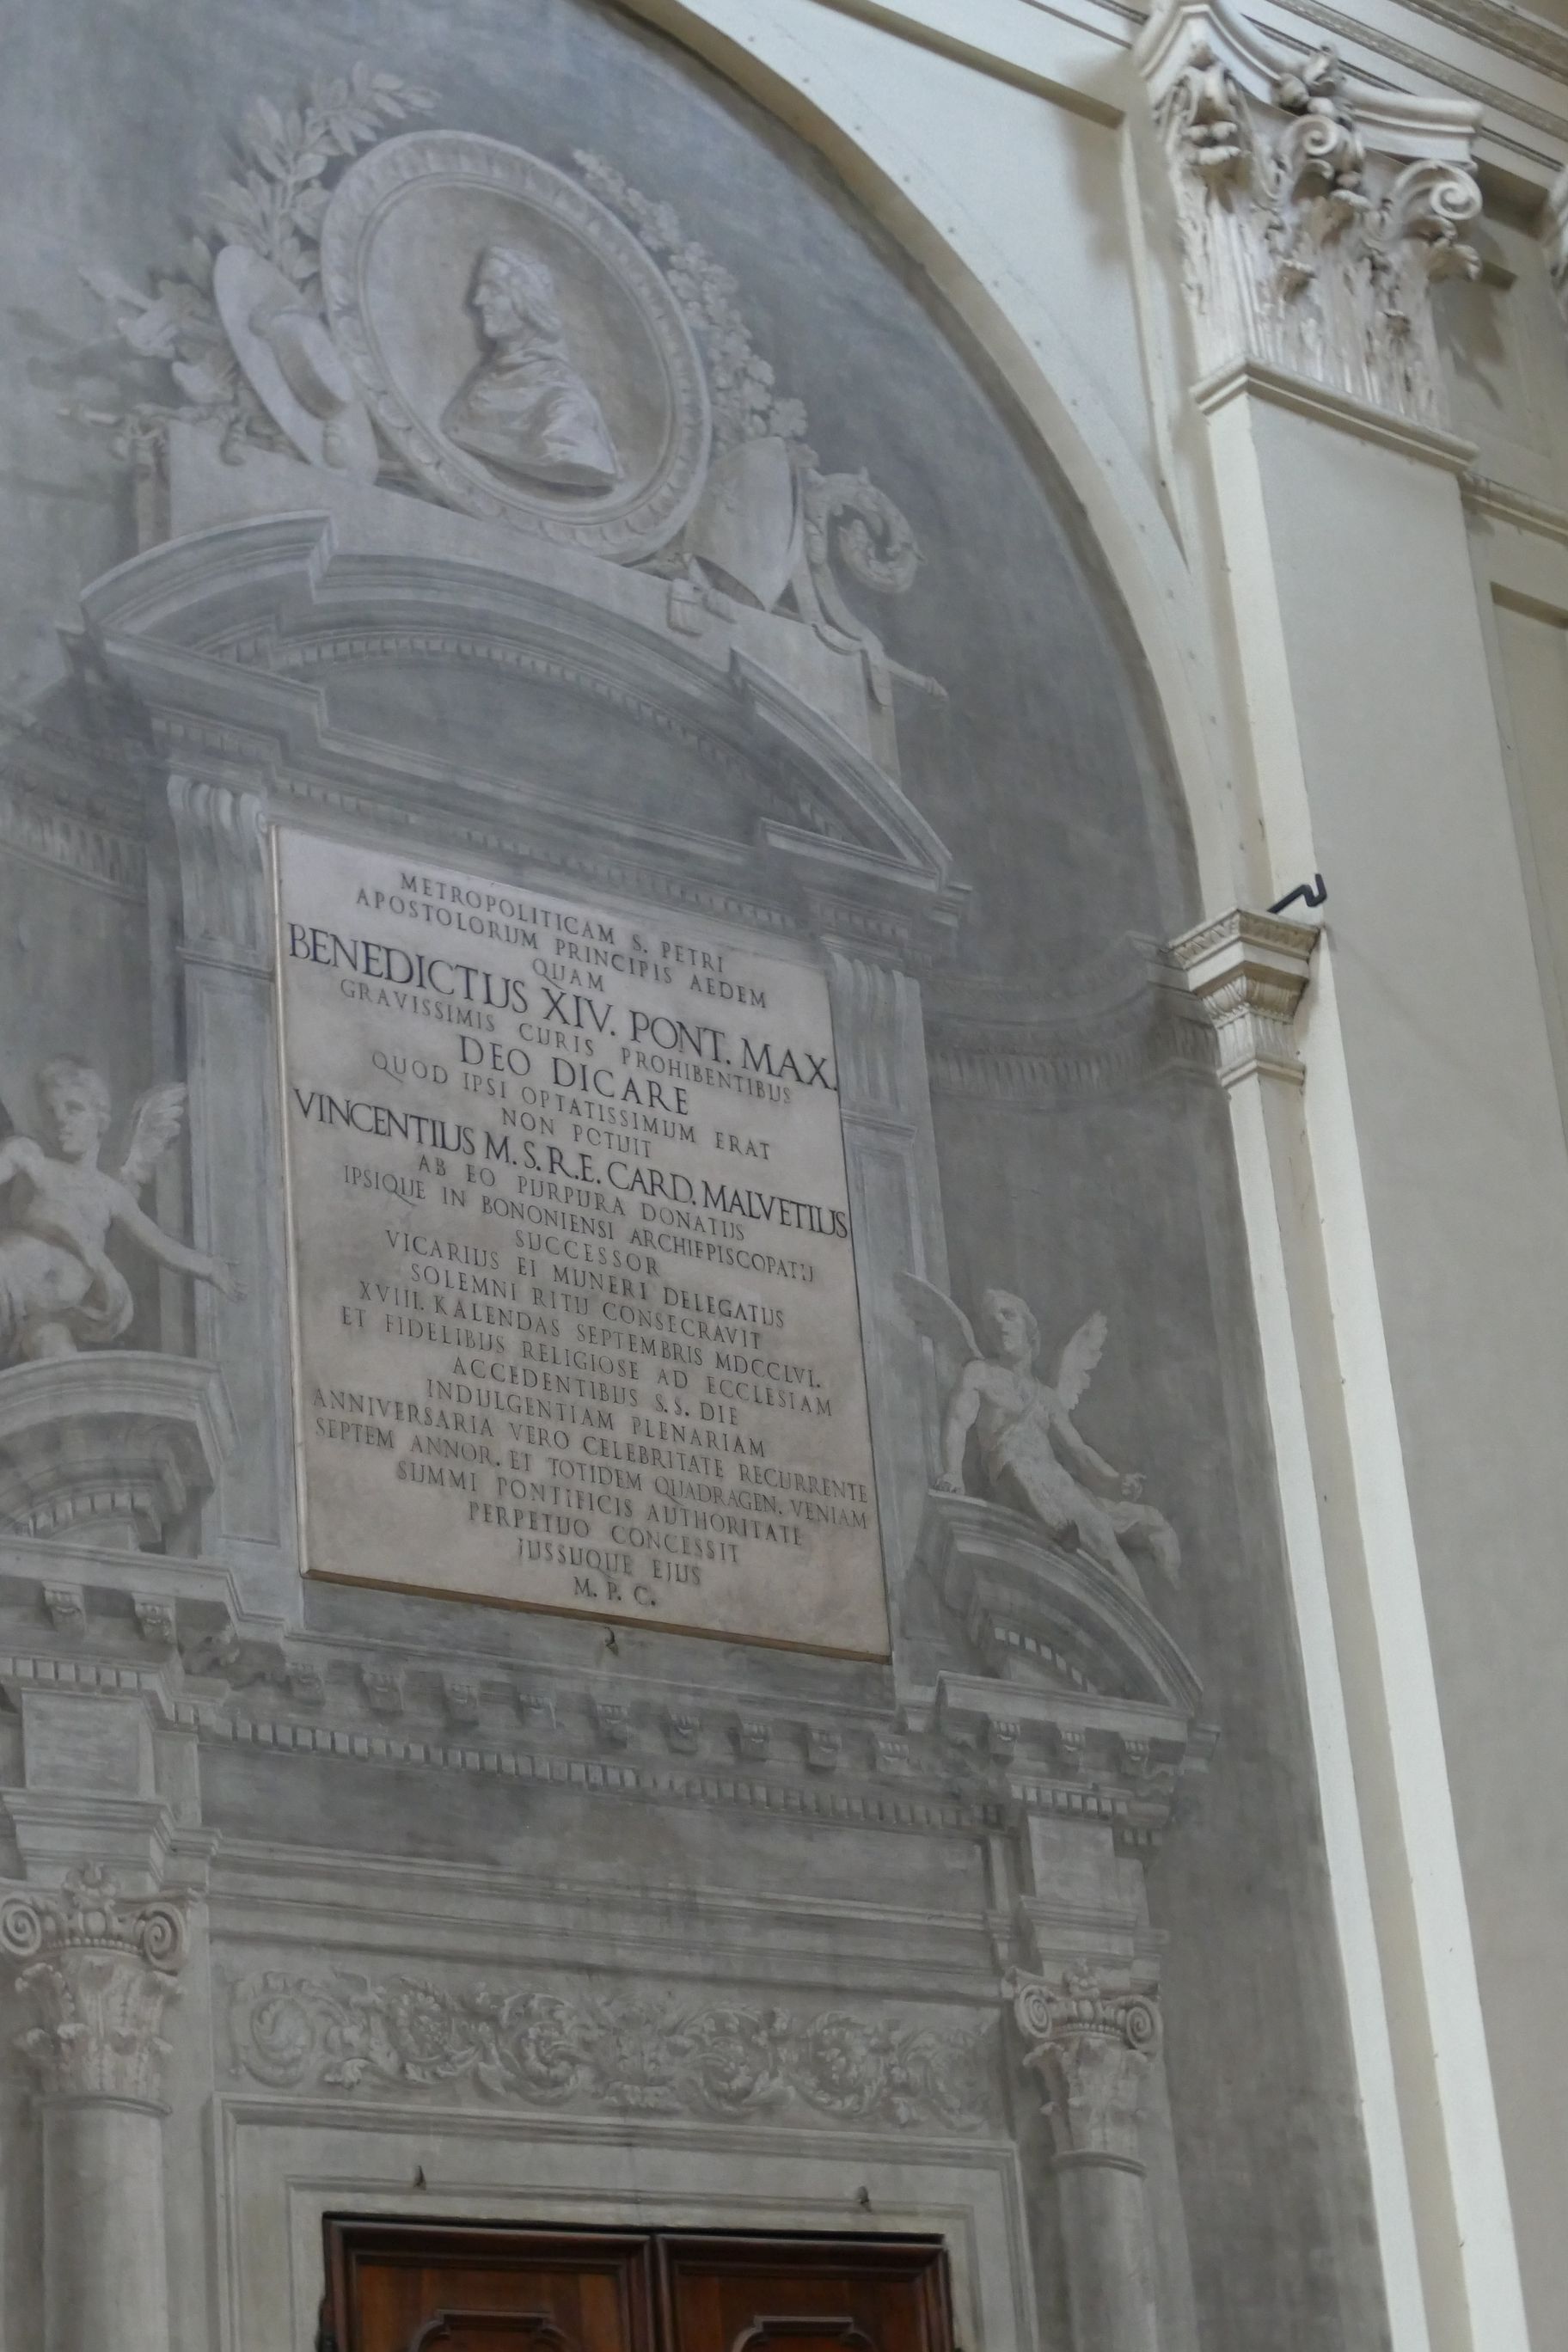 METROPOLITICAM S. PETRI
APOSTOLORUM PRINCIPIS AEDEM
QUAM
BENEDICTUS XIV. PONT. MAX.
GRAVISSIMIS CURIS PROHIBENTIBUS
DEO DICARE
QUOD IPSI OPTATISSIMUM ERAT
NON POTUIT
VINCENTIUS M. S. R. E. CARD. MALVETIUS
AB EO PURPURA DONATUS
IPSIQUE IN BONONIENSI ARCHIEPISCOPATU
SUCCESSOR
VICARIUS EI MUNERI DELEGATUS
SOLEMNI RITU CONSECRAVIT
XVIII. KALENDAS SEPTEMBRIS MDCCLVI.
ET FIDELIBUS RELIGIOSE AD ECCLESIAM
ACCEDENTIBUS S. S. DIE
INDULGENTIAM PLENARIAM
ANNIVERSARIA VERO CELEBRITATE RECURRENTE
SEPTEM ANNOR. ET TOTIDEM QUADRAGEN. VENIAM
SUMMI PONTIFICIS AUTHORITATE
PERPETUO CONCESSIT
JUSSUQUE EJUS
M. P. C.